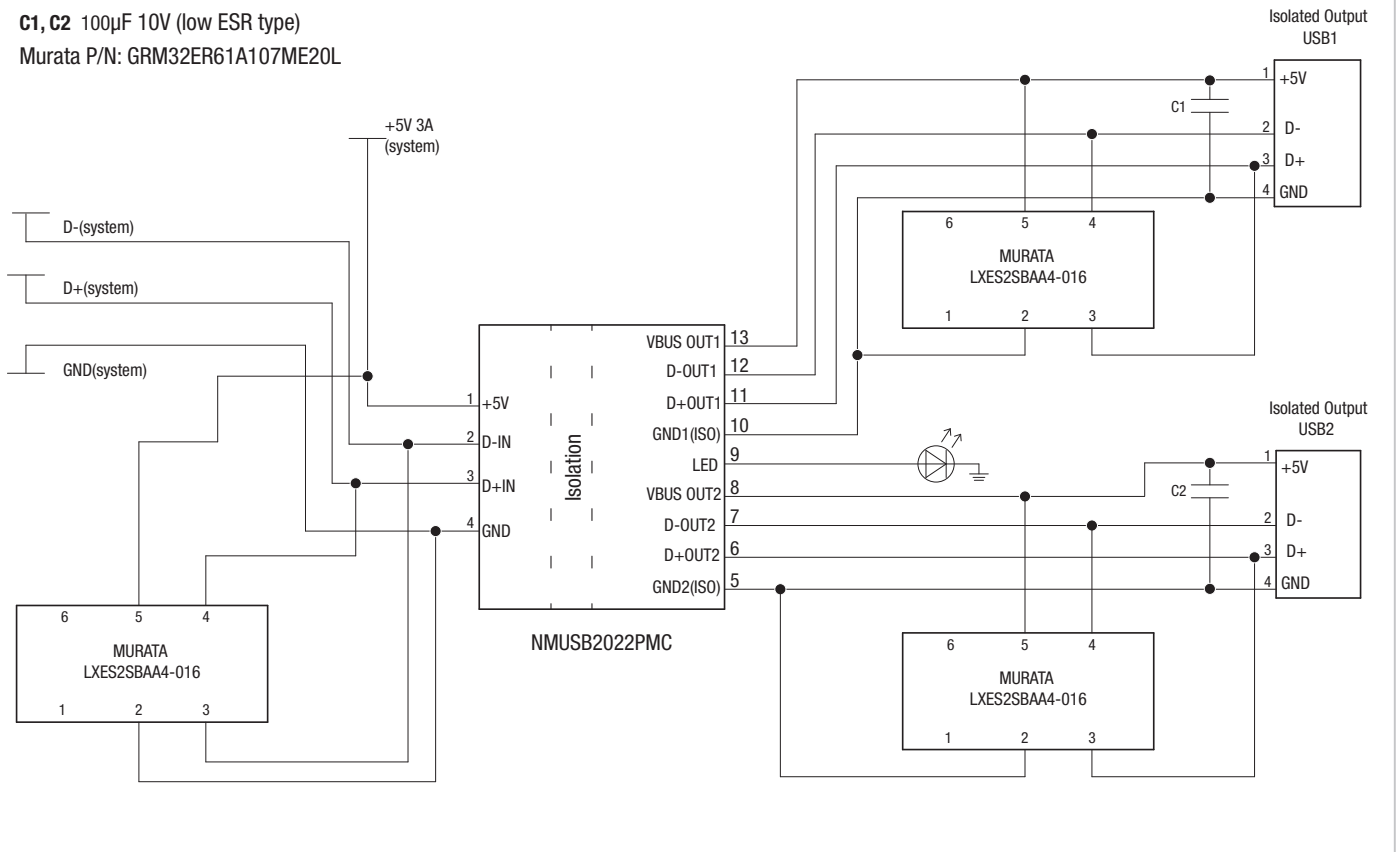 C1, C2 100µF 10V (low ESR type)
Murata P/N: GRM32ER61A107ME20L
+5V 3A
(system)
D-(system)
D+(system)
GND(system)
1 +5V
2 D-IN
3 D+IN
4 GND
Isolation
VBUS OUT1 13
D-OUT1 12
D+OUT1 11
GND1(ISO) 10
LED 9
VBUS OUT2 8
D-OUT2 7
D+OUT2 6
GND2(ISO) 5
NMUSB2022PMC
6 5 4
MURATA
LXES2SBAA4-016
1 2 3
Isolated Output
USB1
1 +5V
C1
2 D-
3 D+
4 GND
6 5 4
MURATA
LXES2SBAA4-016
1 2 3
Isolated Output
USB2
1 +5V
C2
2 D-
3 D+
4 GND
6 5 4
MURATA
LXES2SBAA4-016
1 2 3